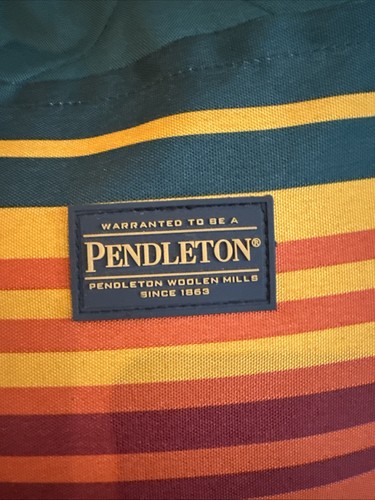 WARRANTED TO BE A
PENDLETON®
PENDLETON WOOLEN MILLS
SINCE 1863